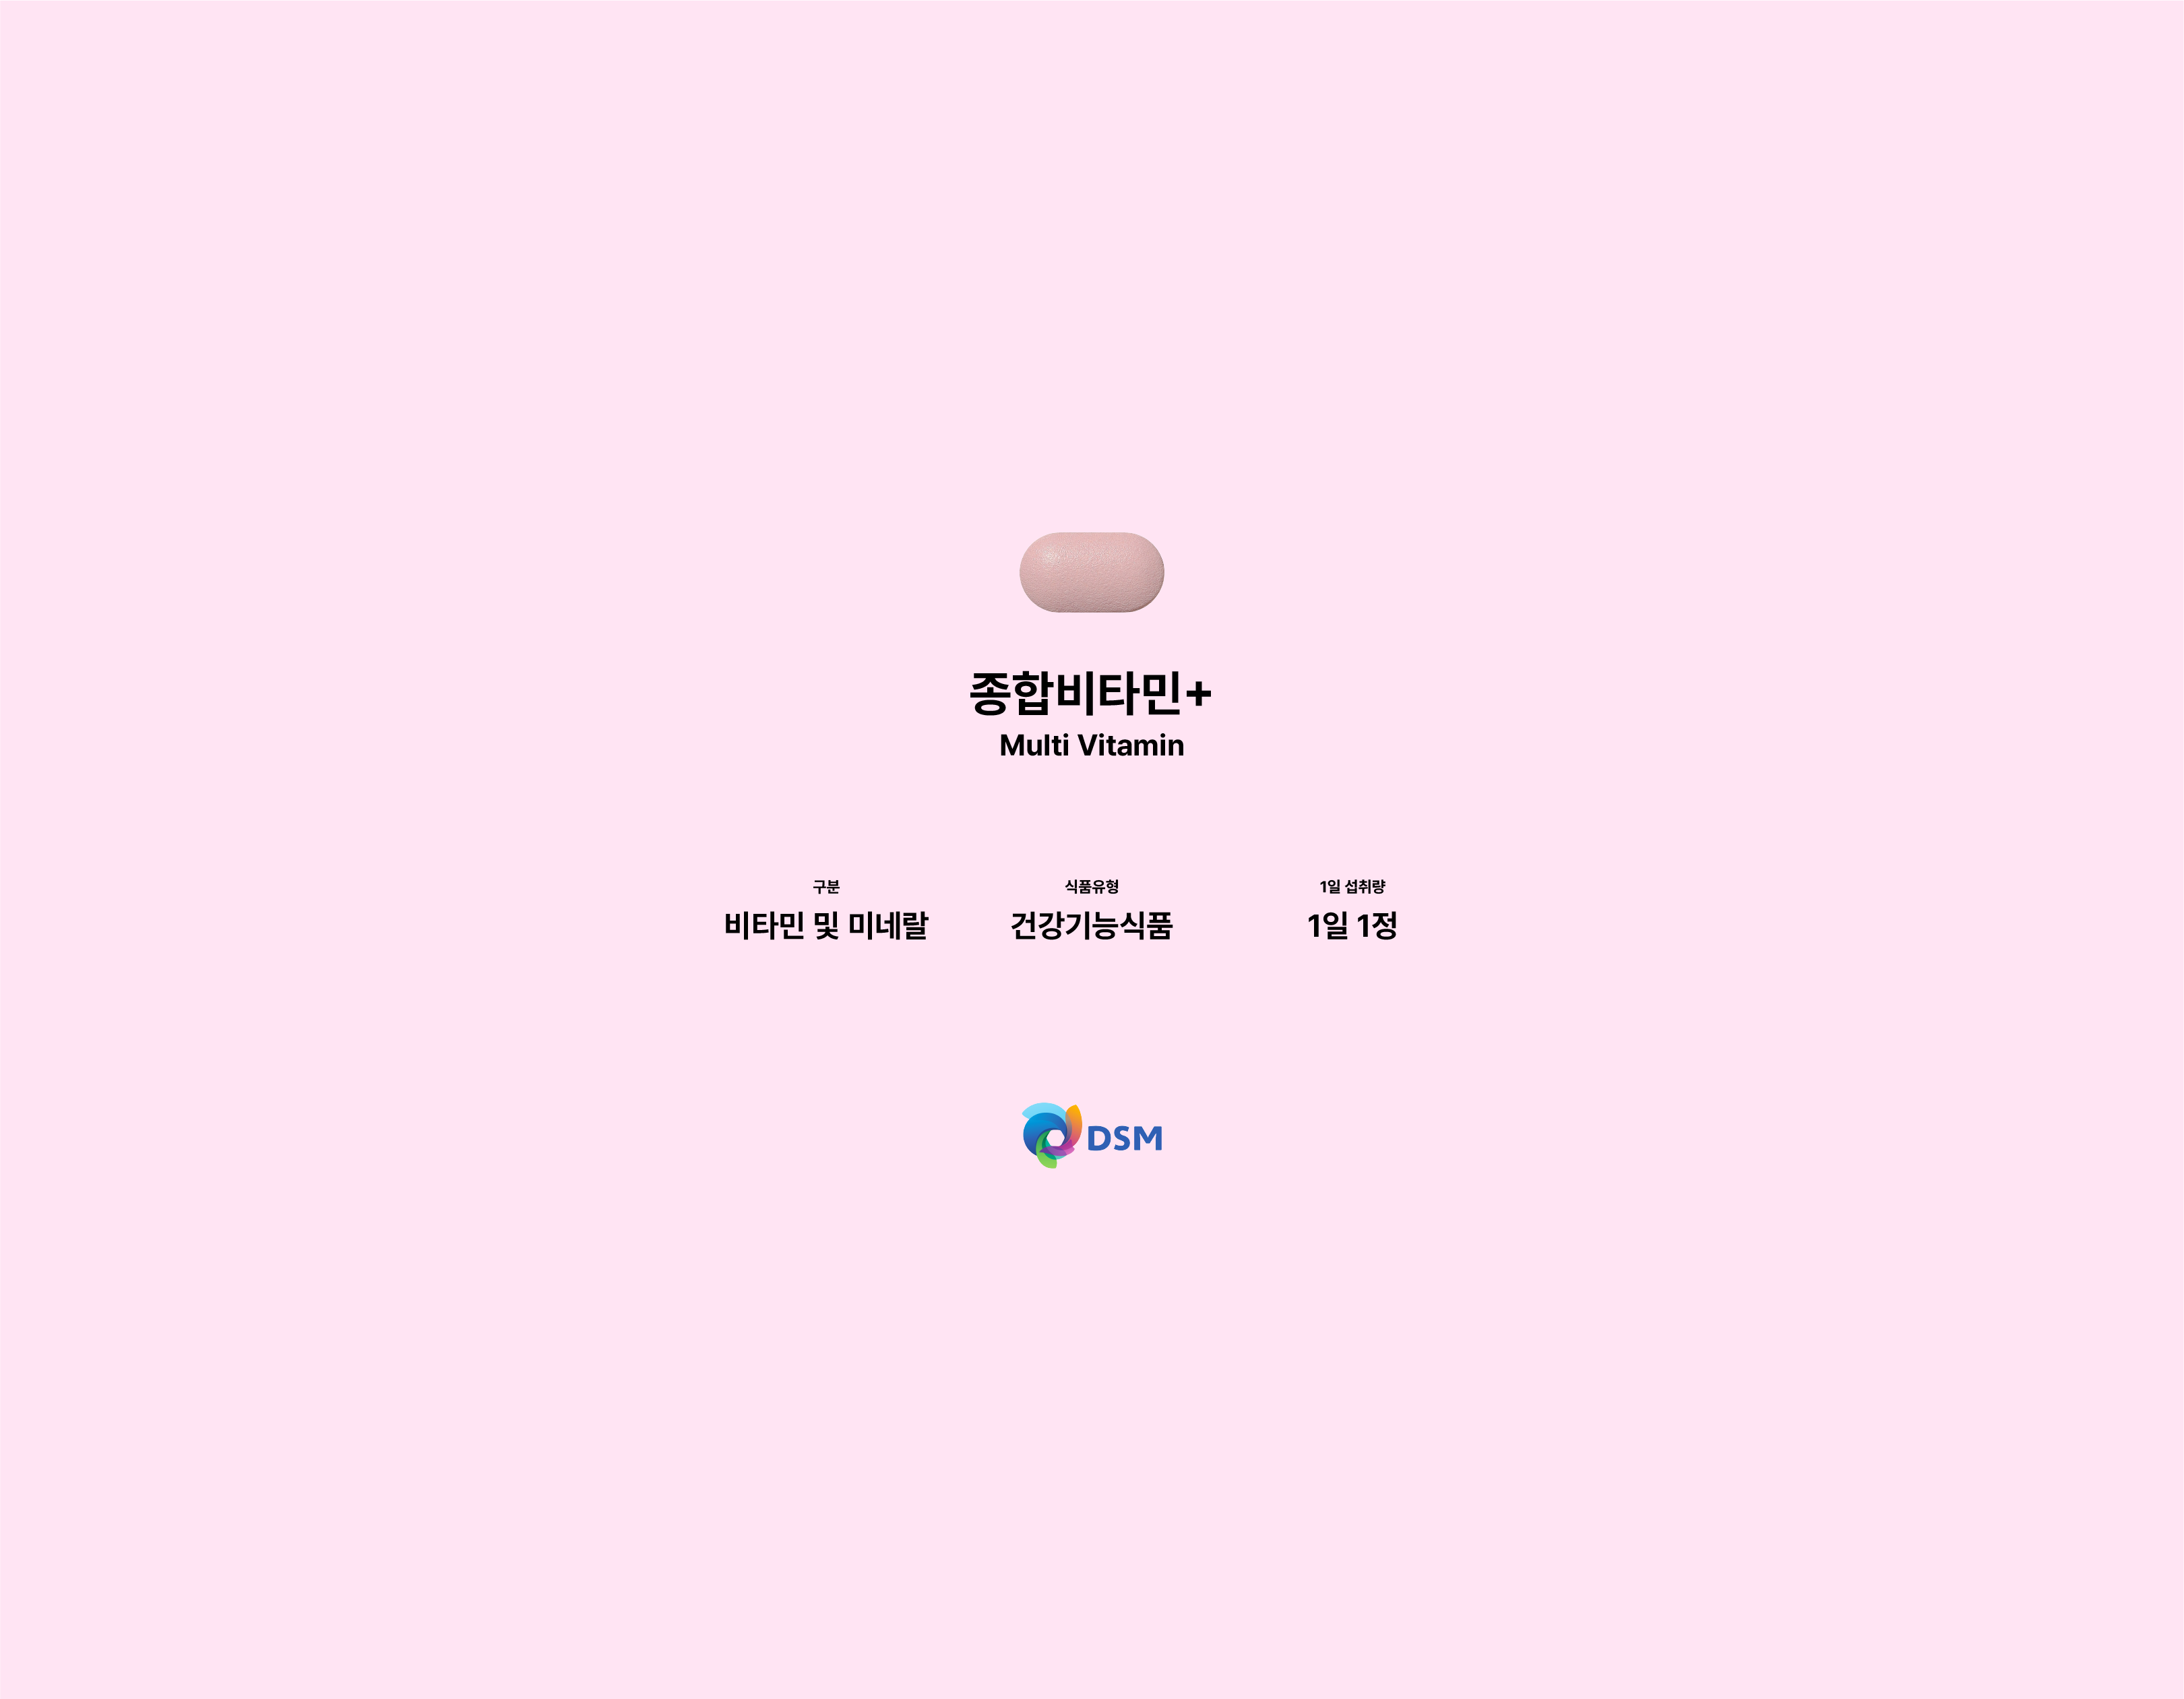 종합비타민+
Multi Vitamin
구분
비타민 및 미네랄
식품유형
건강기능식품
1일 섭취량
1일 1정
DSM